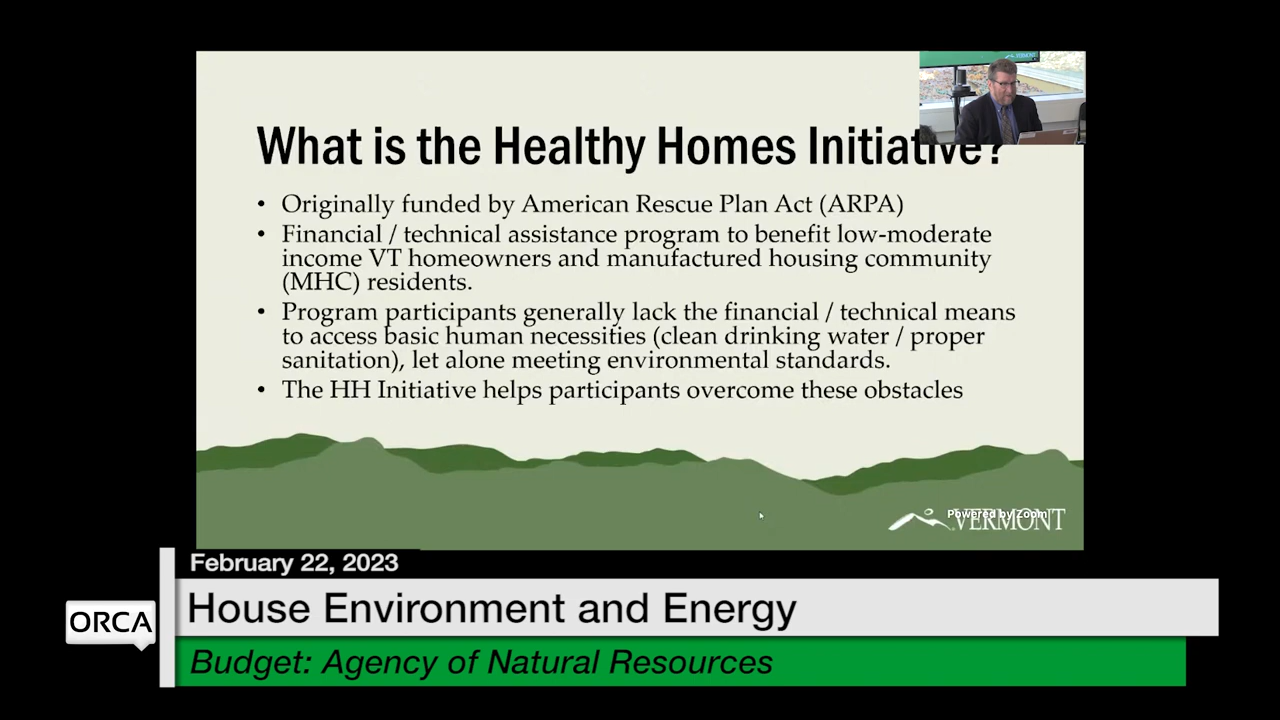 What is the Healthy Homes Initiative?
• Originally funded by American Rescue Plan Act (ARPA)
• Financial / technical assistance program to benefit low-moderate
income VT homeowners and manufactured housing community
(MHC) residents.
• Program participants generally lack the financial / technical means
to access basic human necessities (clean drinking water / proper
sanitation), let alone meeting environmental standards.
• The HH Initiative helps participants overcome these obstacles
Powered by Zoom
VERMONT
February 22, 2023
ORCA
House Environment and Energy
Budget: Agency of Natural Resources